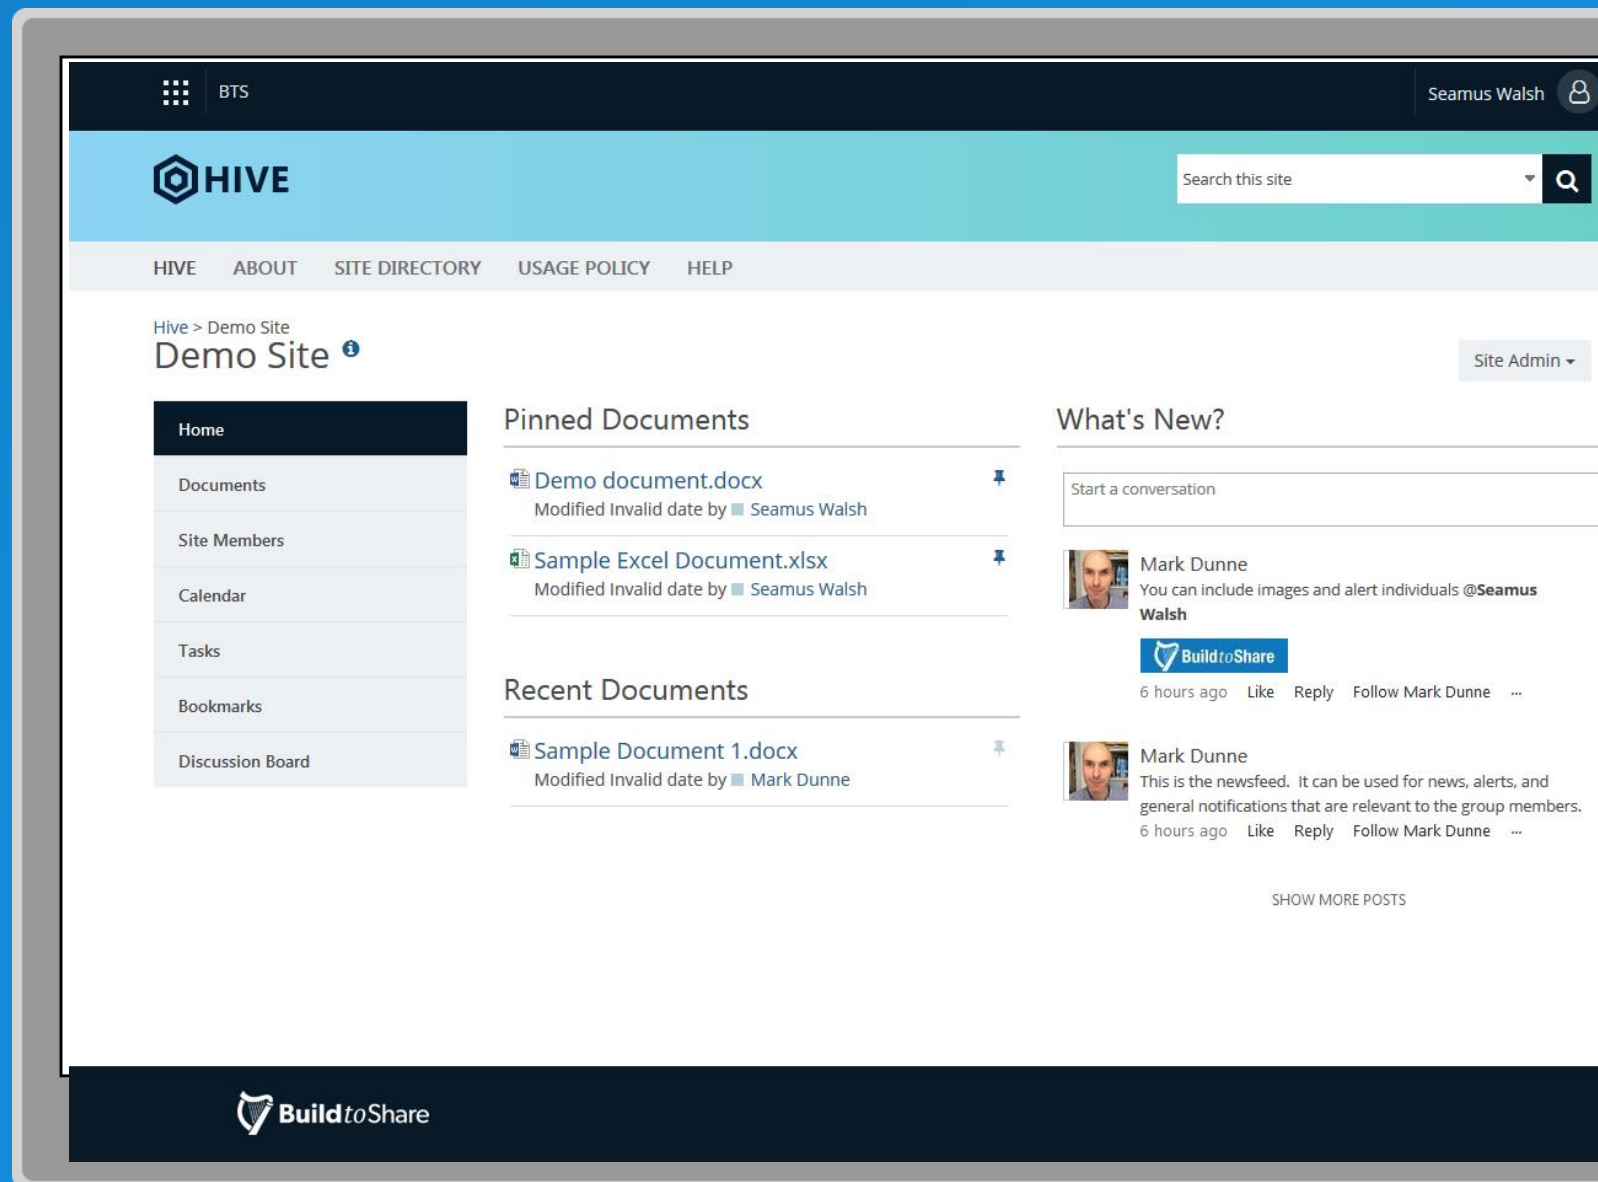 BTS
Seamus Walsh
HIVE
Search this site
HIVE ABOUT SITE DIRECTORY USAGE POLICY HELP
Hive > Demo Site
Demo Site
Site Admin
Home
Documents
Site Members
Calendar
Tasks
Bookmarks
Discussion Board
Pinned Documents
Demo document.docx
Modified Invalid date by Seamus Walsh
Sample Excel Document.xlsx
Modified Invalid date by Seamus Walsh
Recent Documents
Sample Document 1.docx
Modified Invalid date by Mark Dunne
What's New?
Start a conversation
Mark Dunne
You can include images and alert individuals @Seamus
Walsh
BuildtoShare
6 hours ago Like Reply Follow Mark Dunne ...
Mark Dunne
This is the newsfeed. It can be used for news, alerts, and
general notifications that are relevant to the group members.
6 hours ago Like Reply Follow Mark Dunne ...
SHOW MORE POSTS
BuildtoShare